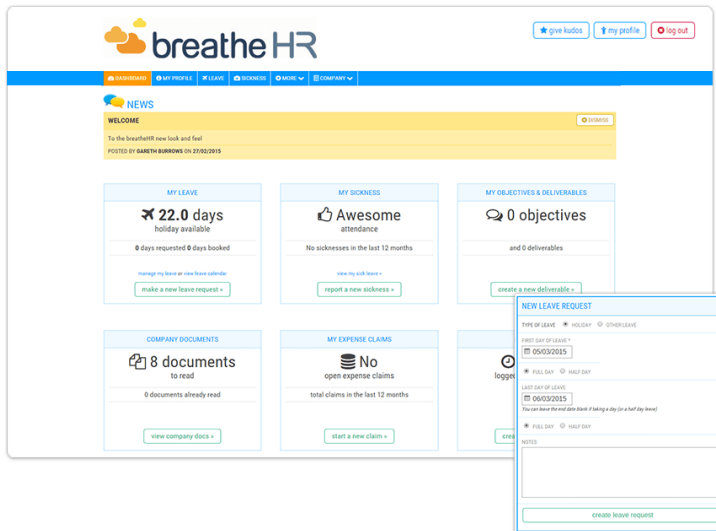 breatheHR
give kudos
my profile
log out
DASHBOARD
MY PROFILE
LEAVE
SICKNESS
MORE
COMPANY
NEWS
WELCOME
DISMISS
To the breatheHR new look and feel
POSTED BY GARETH BURROWS ON 27/02/2015
MY LEAVE
22.0 days
holiday available
0 days requested 0 days booked
manage my leave or view leave calendar
make a new leave request »
MY SICKNESS
Awesome
attendance
No sicknesses in the last 12 months
view my sick leave »
report a new sickness »
MY OBJECTIVES & DELIVERABLES
0 objectives
and 0 deliverables
create a new deliverable »
COMPANY DOCUMENTS
8 documents
to read
0 documents already read
view company docs »
MY EXPENSE CLAIMS
No
open expense claims
total claims in the last 12 months
start a new claim »
NEW LEAVE REQUEST
TYPE OF LEAVE HOLIDAY OTHER LEAVE
FIRST DAY OF LEAVE *
05/03/2015
FULL DAY HALF DAY
LAST DAY OF LEAVE
06/03/2015
You can leave the end date blank if taking a day (or a half day leave)
FULL DAY HALF DAY
NOTES
create leave request